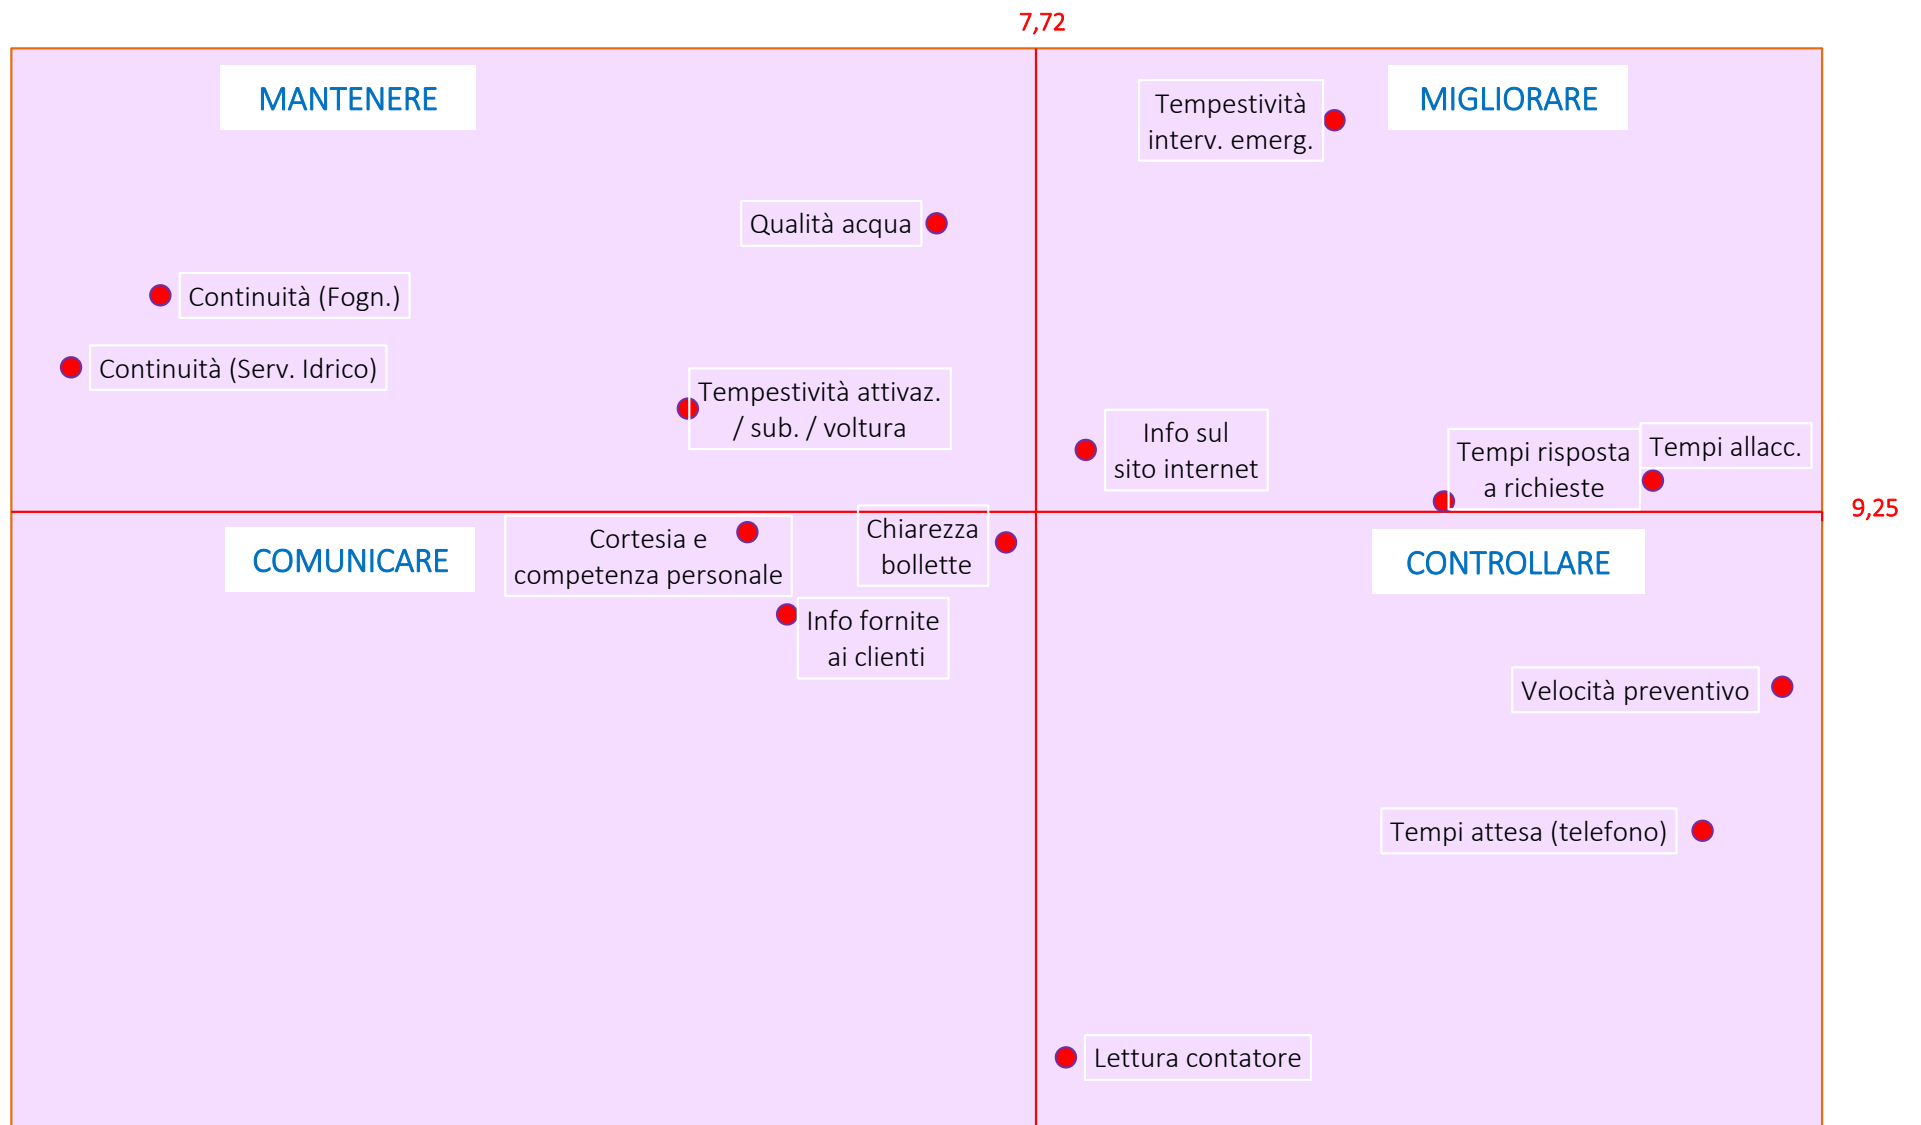 7,72
MANTENERE
MIGLIORARE
Tempestività
interv. emerg.
Qualità acqua
Continuità (Fogn.)
Continuità (Serv. Idrico)
Tempestività attivaz.
/ sub. / voltura
Info sul
sito internet
Tempi risposta
a richieste
Tempi allacc.
9,25
COMUNICARE
Cortesia e
competenza personale
Chiarezza
bollette
CONTROLLARE
Info fornite
ai clienti
Velocità preventivo
Tempi attesa (telefono)
Lettura contatore